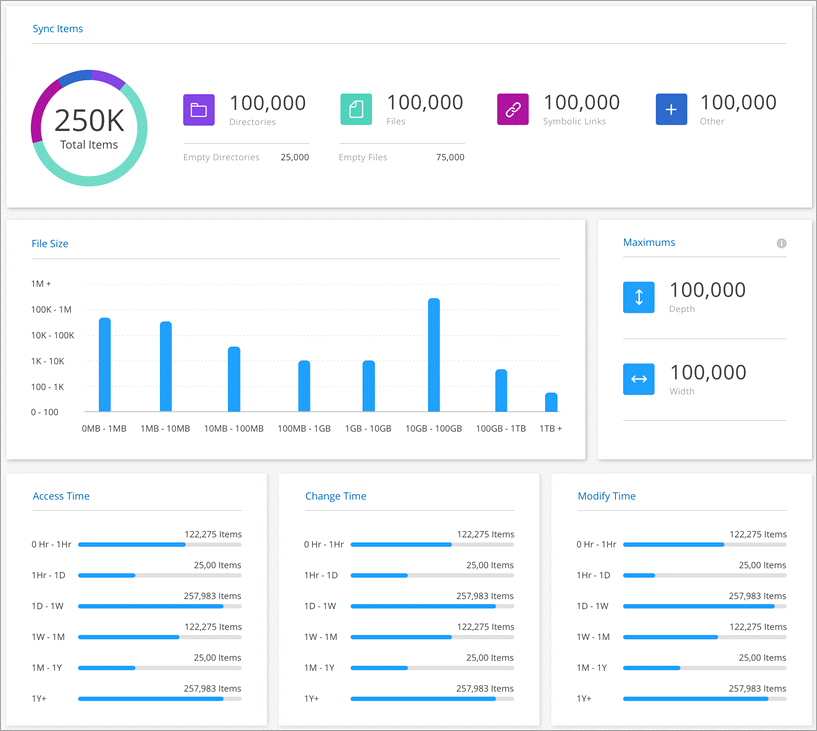 Sync Items
250K
Total Items
100,000
Directories
Empty Directories 25,000
100,000
Files
Empty Files 75,000
100,000
Symbolic Links
100,000
Other
File Size
1M +
100K - 1M
10K - 100K
1K - 10K
100 - 1K
0 - 100
0MB - 1MB 1MB - 10MB 10MB - 100MB 100MB - 1GB 1GB - 10GB 10GB - 100GB 100GB - 1TB 1TB +
Maximums
100,000
Depth
100,000
Width
Access Time
122,275 Items
0 Hr - 1Hr
25,00 Items
1Hr - 1D
257,983 Items
1D - 1W
122,275 Items
1W - 1M
25,00 Items
1M - 1Y
257,983 Items
1Y+
Change Time
122,275 Items
0 Hr - 1Hr
25,00 Items
1Hr - 1D
257,983 Items
1D - 1W
122,275 Items
1W - 1M
25,00 Items
1M - 1Y
257,983 Items
1Y+
Modify Time
122,275 Items
0 Hr - 1Hr
25,00 Items
1Hr - 1D
257,983 Items
1D - 1W
122,275 Items
1W - 1M
25,00 Items
1M - 1Y
257,983 Items
1Y+